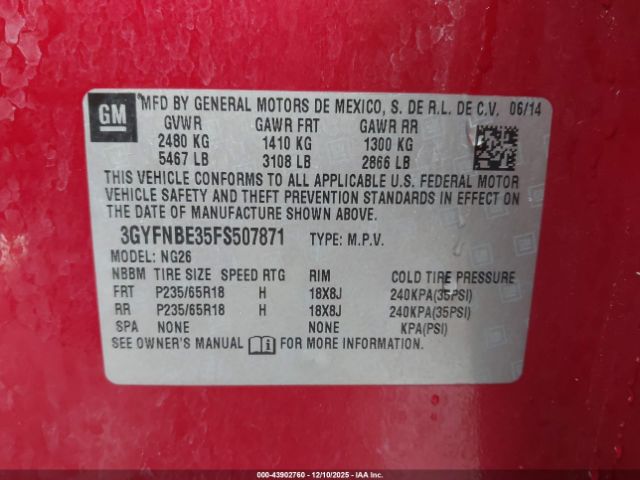 GM
MFD BY GENERAL MOTORS DE MEXICO, S. DE R.L. DE C.V. 06/14
GVWR GAWR FRT GAWR RR
2480 KG 1410 KG 1300 KG
5467 LB 3108 LB 2866 LB
THIS VEHICLE CONFORMS TO ALL APPLICABLE U.S. FEDERAL MOTOR
VEHICLE SAFETY AND THEFT PREVENTION STANDARDS IN EFFECT ON
THE DATE OF MANUFACTURE SHOWN ABOVE.
3GYFNBE35FS507871 TYPE: M.P.V.
MODEL: NG26
NBBM TIRE SIZE SPEED RTG RIM COLD TIRE PRESSURE
FRT P235/65R18 H 18X8J 240KPA(35PSI)
RR P235/65R18 H 18X8J 240KPA(35PSI)
SPA NONE NONE KPA(PSI)
SEE OWNER'S MANUAL FOR MORE INFORMATION.
000-43902760 - 12/10/2025 - IAA Inc.